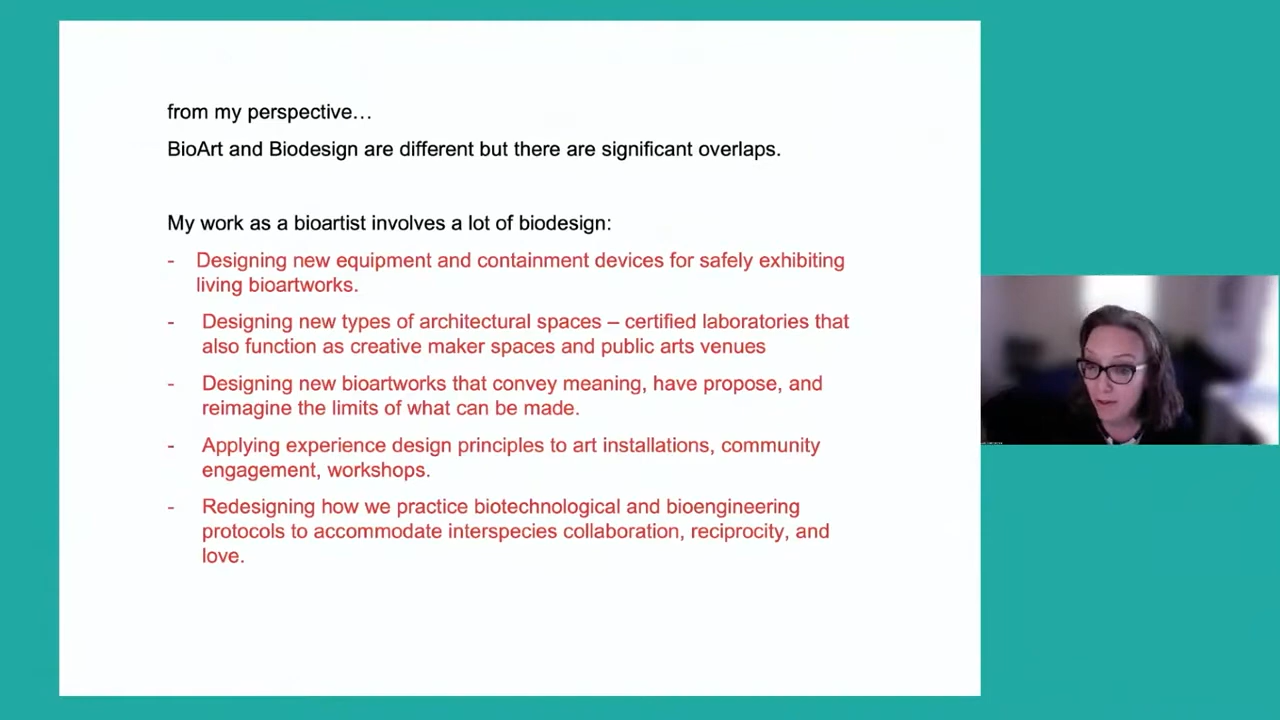 from my perspective…
BioArt and Biodesign are different but there are significant overlaps.
My work as a bioartist involves a lot of biodesign:
- Designing new equipment and containment devices for safely exhibiting
living bioartworks.
- Designing new types of architectural spaces – certified laboratories that
also function as creative maker spaces and public arts venues
- Designing new bioartworks that convey meaning, have propose, and
reimagine the limits of what can be made.
- Applying experience design principles to art installations, community
engagement, workshops.
- Redesigning how we practice biotechnological and bioengineering
protocols to accommodate interspecies collaboration, reciprocity, and
love.